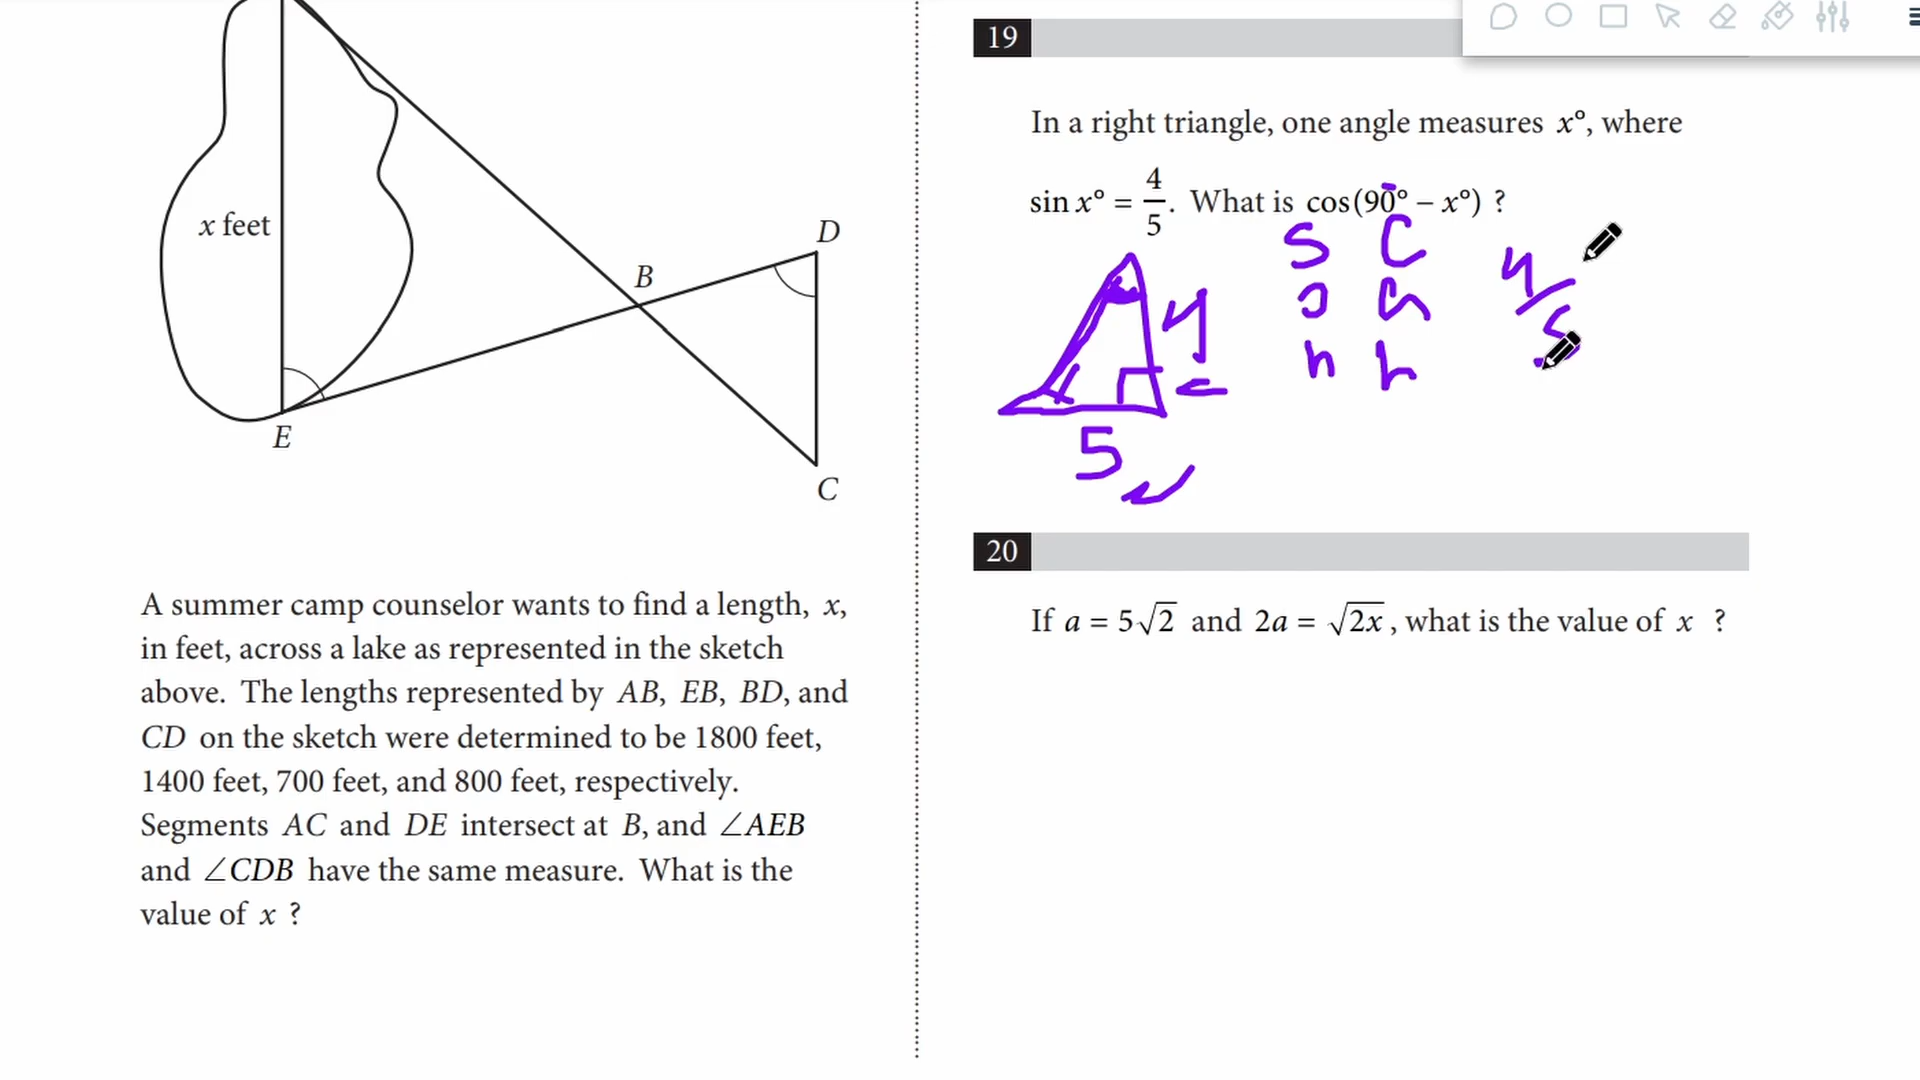 x feet
B
D
E
C
A summer camp counselor wants to find a length, x,
in feet, across a lake as represented in the sketch
above. The lengths represented by AB, EB, BD, and
CD on the sketch were determined to be 1800 feet,
1400 feet, 700 feet, and 800 feet, respectively.
Segments AC and DE intersect at B, and ∠AEB
and ∠CDB have the same measure. What is the
value of x ?
19
In a right triangle, one angle measures x°, where
sin x° = 4/5. What is cos(90° − x°) ?
S C
o a
h h
4
5
4/5
20
If a = 5√2 and 2a = √2x, what is the value of x ?